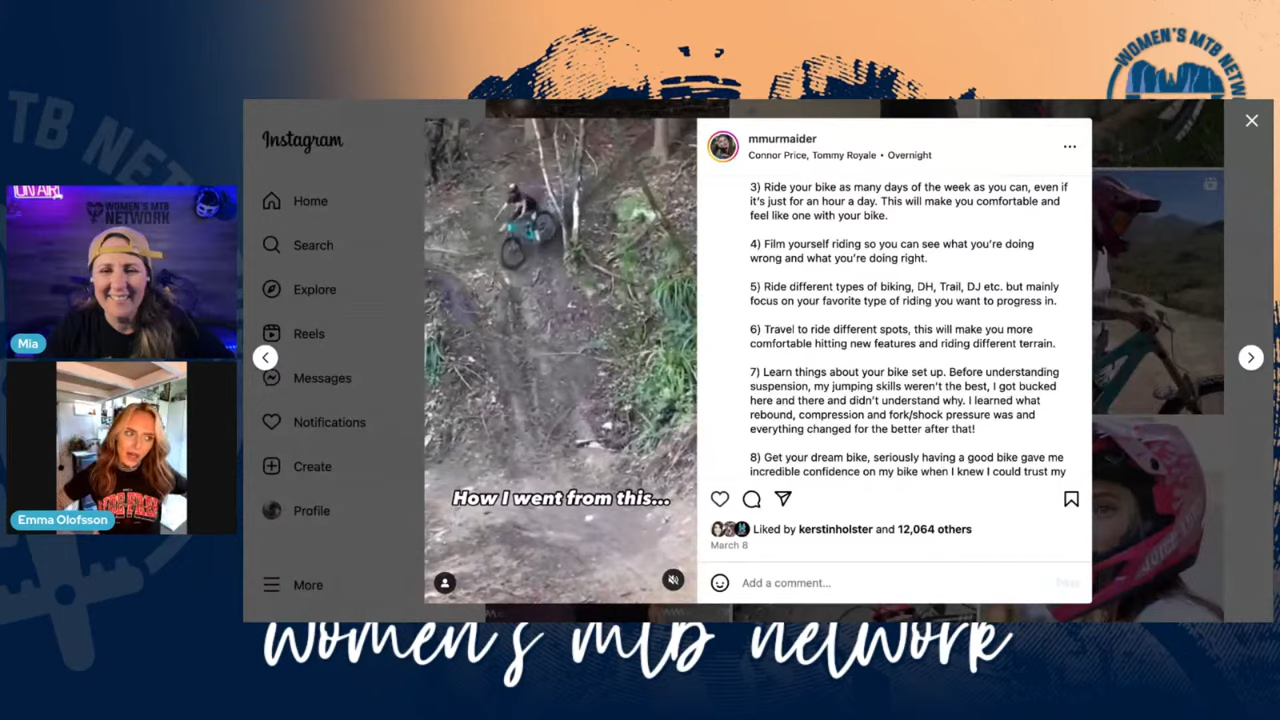 WOMEN'S MTB NETWORK
TB NE
ON AIR
WOMEN'S MTB
NETWORK
Mia
Emma Olofsson
Instagram
Home
Search
Explore
Reels
Messages
Notifications
Create
Profile
More
How I went from this...
mmurmaider
Connor Price, Tommy Royale • Overnight
3) Ride your bike as many days of the week as you can, even if
it's just for an hour a day. This will make you comfortable and
feel like one with your bike.
4) Film yourself riding so you can see what you're doing
wrong and what you're doing right.
5) Ride different types of biking, DH, Trail, DJ etc. but mainly
focus on your favorite type of riding you want to progress in.
6) Travel to ride different spots, this will make you more
comfortable hitting new features and riding different terrain.
7) Learn things about your bike set up. Before understanding
suspension, my jumping skills weren't the best, I got bucked
here and there and didn't understand why. I learned what
rebound, compression and fork/shock pressure was and
everything changed for the better after that!
8) Get your dream bike, seriously having a good bike gave me
incredible confidence on my bike when I knew I could trust my
Liked by kerstinholster and 12,064 others
March 8
Add a comment...
Post
women's mtb network